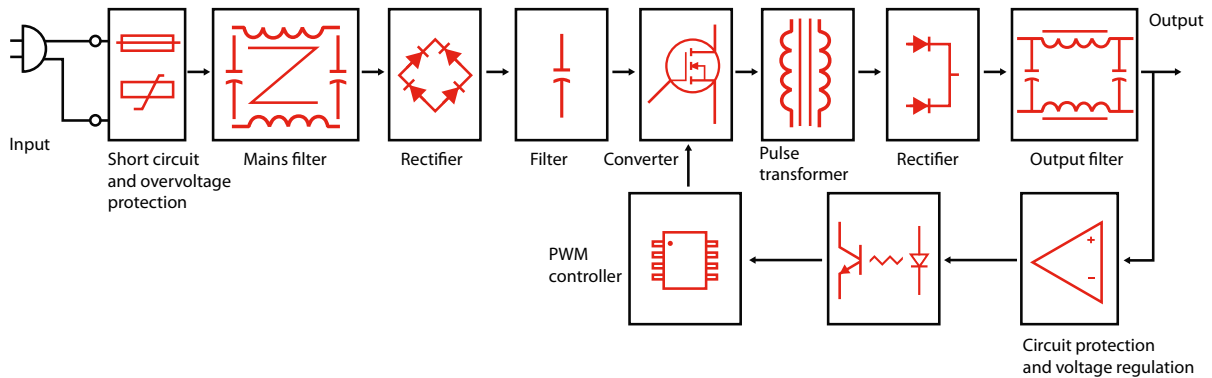 Output
Input
Short circuit
and overvoltage
protection
Mains filter
Rectifier
Filter
Converter
Pulse
transformer
Rectifier
Output filter
PWM
controller
+
−
Circuit protection
and voltage regulation